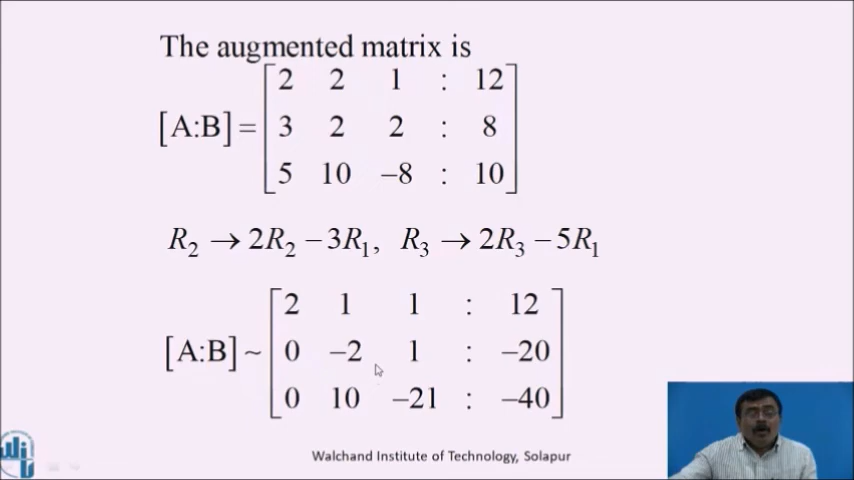 The augmented matrix is
2 2 1 : 12
[A:B] = 3 2 2 : 8
5 10 –8 : 10
R₂ → 2R₂ – 3R₁, R₃ → 2R₃ – 5R₁
2 1 1 : 12
[A:B] ~ 0 –2 1 : –20
0 10 –21 : –40
Walchand Institute of Technology, Solapur